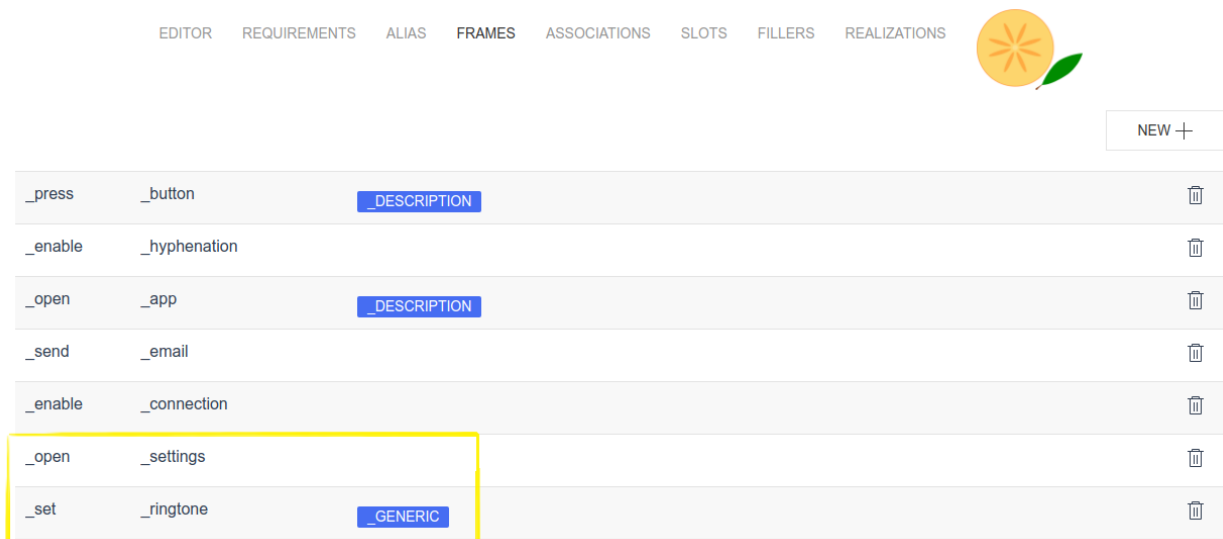 EDITOR REQUIREMENTS ALIAS FRAMES ASSOCIATIONS SLOTS FILLERS REALIZATIONS
NEW
_press _button _DESCRIPTION
_enable _hyphenation
_open _app _DESCRIPTION
_send _email
_enable _connection
_open _settings
_set _ringtone _GENERIC